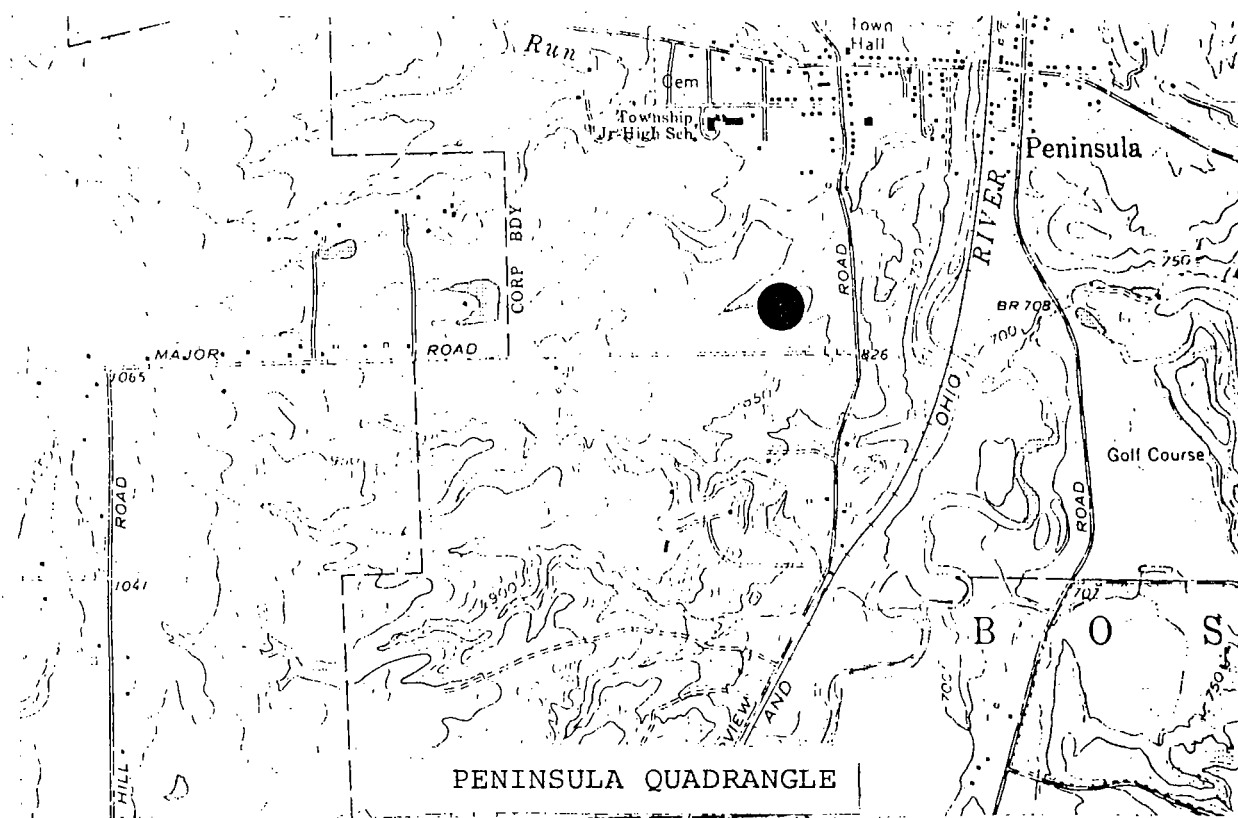 Town
Hall
Run
Cem
Township
Jr High Sch
Peninsula
RIVER
CORP BDY
ROAD
750
750
BR 708
700
MAJOR
ROAD
826
1065
850
OHIO
Golf Course
ROAD
ROAD
1041
900
707
B O S
700
750
VIEW
AND
HILL
PENINSULA QUADRANGLE